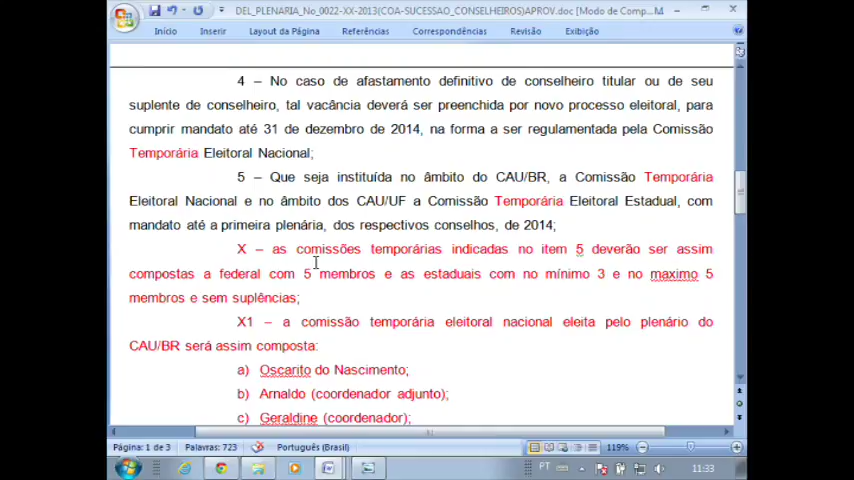 DEL_PLENARIA_No_0022-XX-2013(COA-SUCESSAO_CONSELHEIROS)APROV.doc [Modo de Comp...
Início Inserir Layout da Página Referências Correspondências Revisão Exibição
4 – No caso de afastamento definitivo de conselheiro titular ou de seu
suplente de conselheiro, tal vacância deverá ser preenchida por novo processo eleitoral, para
cumprir mandato até 31 de dezembro de 2014, na forma a ser regulamentada pela Comissão
Temporária Eleitoral Nacional;
5 – Que seja instituída no âmbito do CAU/BR, a Comissão Temporária
Eleitoral Nacional e no âmbito dos CAU/UF a Comissão Temporária Eleitoral Estadual, com
mandato até a primeira plenária, dos respectivos conselhos, de 2014;
X – as comissões temporárias indicadas no item 5 deverão ser assim
compostas a federal com 5 membros e as estaduais com no mínimo 3 e no maximo 5
membros e sem suplências;
X1 – a comissão temporária eleitoral nacional eleita pelo plenário do
CAU/BR será assim composta:
a) Oscarito do Nascimento;
b) Arnaldo (coordenador adjunto);
c) Geraldine (coordenador);
Página: 1 de 3 Palavras: 723 Português (Brasil) 119%
PT 11:33